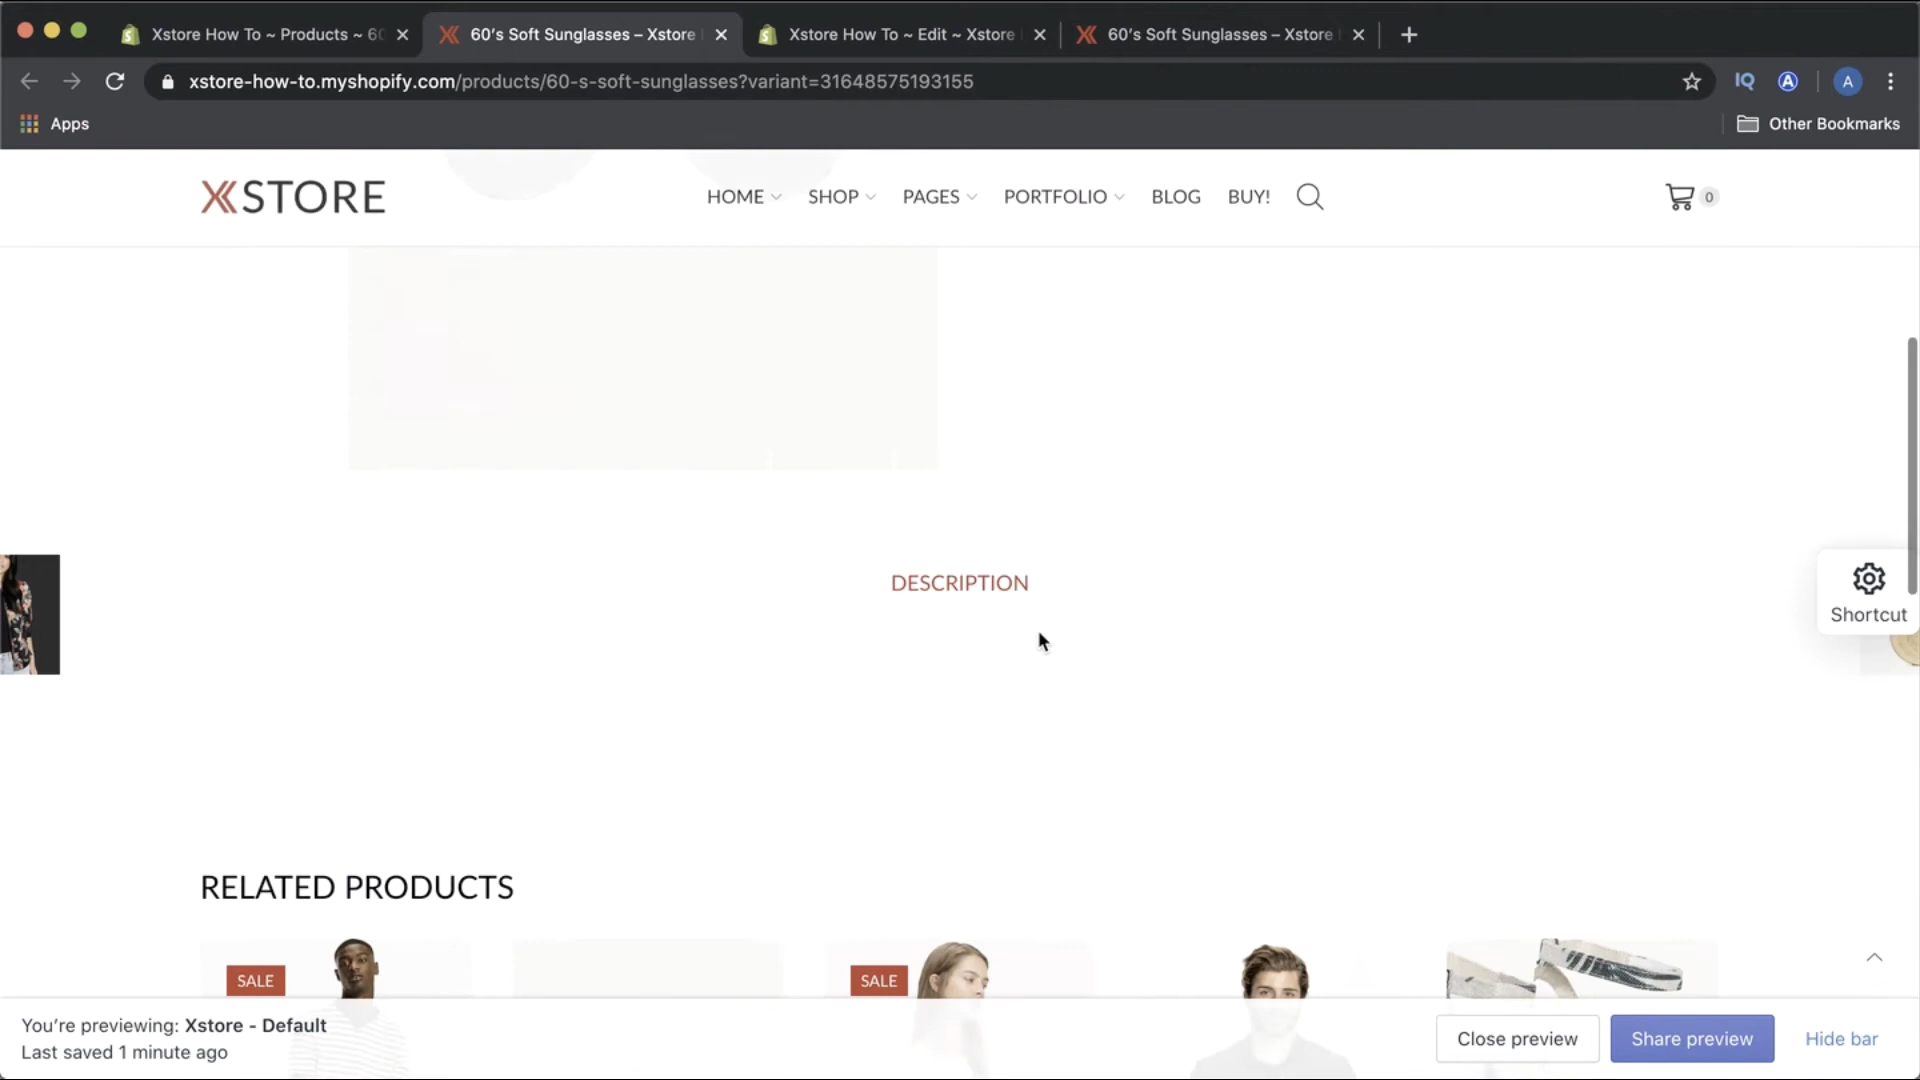 Xstore How To ~ Products ~ 60
60's Soft Sunglasses – Xstore
Xstore How To ~ Edit ~ Xstore
60's Soft Sunglasses – Xstore
xstore-how-to.myshopify.com/products/60-s-soft-sunglasses?variant=31648575193155
IQ
A
A
Apps
Other Bookmarks
XSTORE
HOME
SHOP
PAGES
PORTFOLIO
BLOG
BUY!
0
DESCRIPTION
Shortcut
RELATED PRODUCTS
SALE
SALE
You're previewing: Xstore - Default
Last saved 1 minute ago
Close preview
Share preview
Hide bar